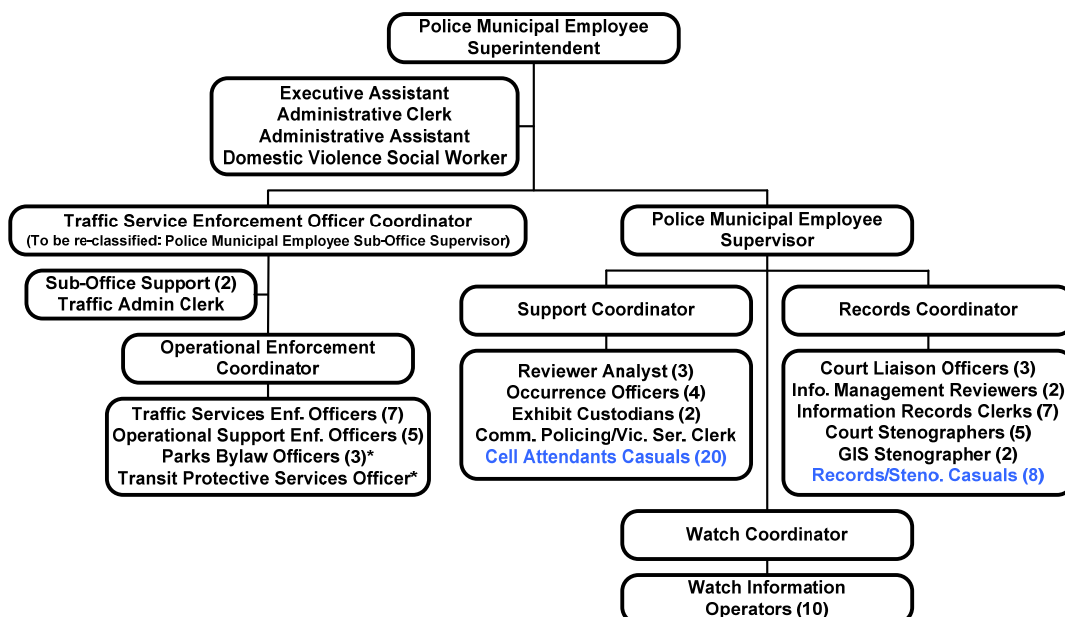 Police Municipal Employee
Superintendent
Executive Assistant
Administrative Clerk
Administrative Assistant
Domestic Violence Social Worker
Traffic Service Enforcement Officer Coordinator
(To be re-classified: Police Municipal Employee Sub-Office Supervisor)
Police Municipal Employee
Supervisor
Sub-Office Support (2)
Traffic Admin Clerk
Operational Enforcement
Coordinator
Traffic Services Enf. Officers (7)
Operational Support Enf. Officers (5)
Parks Bylaw Officers (3)*
Transit Protective Services Officer*
Support Coordinator
Reviewer Analyst (3)
Occurrence Officers (4)
Exhibit Custodians (2)
Comm. Policing/Vic. Ser. Clerk
Cell Attendants Casuals (20)
Records Coordinator
Court Liaison Officers (3)
Info. Management Reviewers (2)
Information Records Clerks (7)
Court Stenographers (5)
GIS Stenographer (2)
Records/Steno. Casuals (8)
Watch Coordinator
Watch Information
Operators (10)